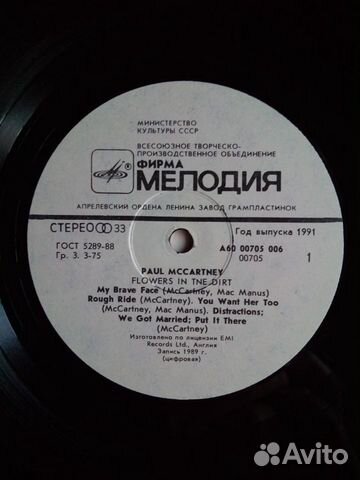 МИНИСТЕРСТВО
КУЛЬТУРЫ СССР
ВСЕСОЮЗНОЕ ТВОРЧЕСКО-
ПРОИЗВОДСТВЕННОЕ ОБЪЕДИНЕНИЕ
ФИРМА
МЕЛОДИЯ
АПРЕЛЕВСКИЙ ОРДЕНА ЛЕНИНА ЗАВОД ГРАМПЛАСТИНОК
СТЕРЕО 33
Год выпуска 1991
ГОСТ 5289-88
А60 00705 006
Гр. 3. 3-75
00705
1
PAUL MCCARTNEY
FLOWERS IN TNE DIRT
My Brave Face (McCartney, Mac Manus)
Rough Ride (McCartney). You Want Her Too
(McCartney, Mac Manus). Distractions;
We Got Married; Put It There
(McCartney)
Изготовлено по лицензии EMI
Records Ltd., Англия
Запись 1989 г.
(цифровая)
Avito